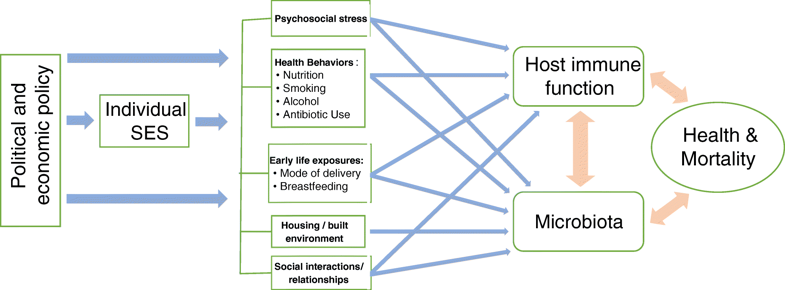 Political and
economic policy
Individual
SES
Psychosocial stress
Health Behaviors :
• Nutrition
• Smoking
• Alcohol
• Antibiotic Use
Early life exposures:
• Mode of delivery
• Breastfeeding
Housing / built
environment
Social interactions/
relationships
Host immune
function
Microbiota
Health &
Mortality